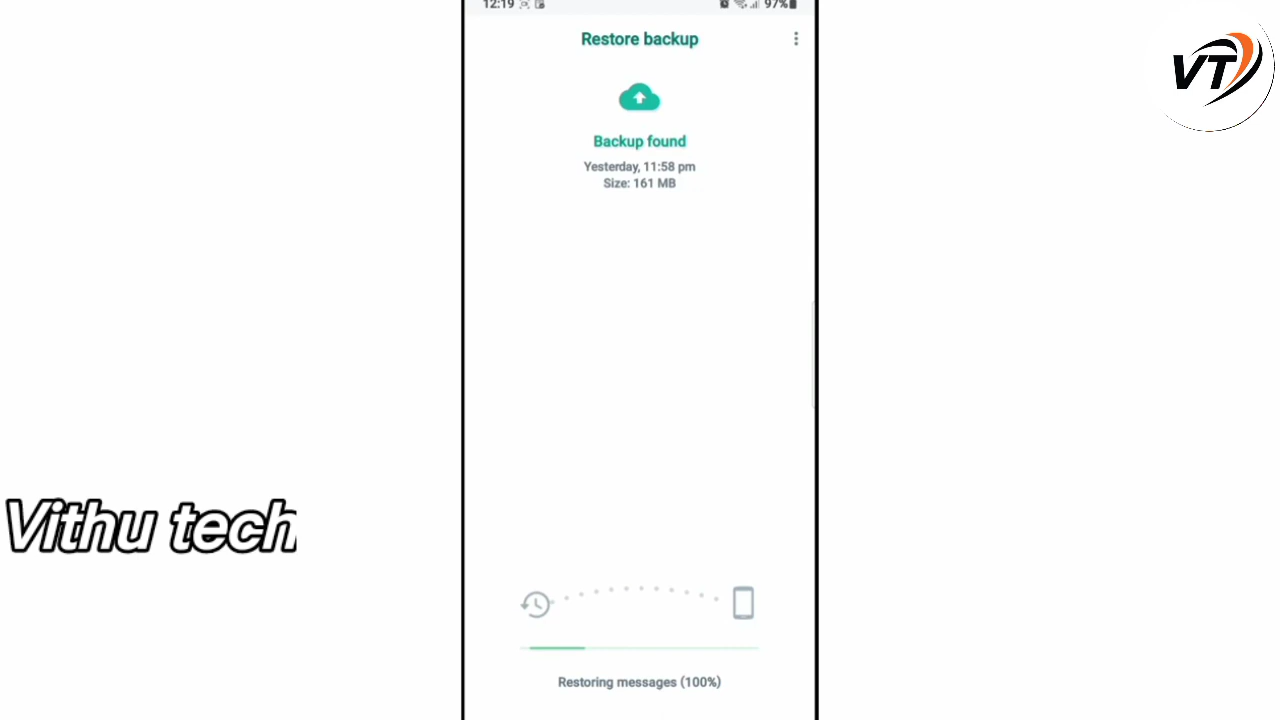 12:19
97%
Restore backup
VT
Backup found
Yesterday, 11:58 pm
Size: 161 MB
Vithu tech
Restoring messages (100%)